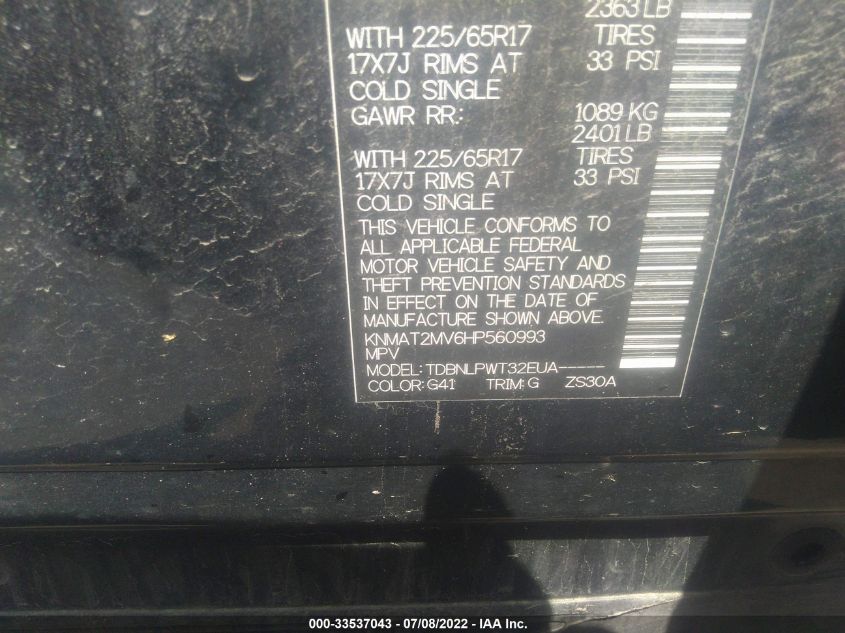 2363 LB
WITH 225/65R17 TIRES
17X7J RIMS AT 33 PSI
COLD SINGLE
GAWR RR: 1089 KG
2401 LB
WITH 225/65R17 TIRES
17X7J RIMS AT 33 PSI
COLD SINGLE
THIS VEHICLE CONFORMS TO
ALL APPLICABLE FEDERAL
MOTOR VEHICLE SAFETY AND
THEFT PREVENTION STANDARDS
IN EFFECT ON THE DATE OF
MANUFACTURE SHOWN ABOVE.
KNMAT2MV6HP560993
MPV
MODEL: TDBNLPWT32EUA-----
COLOR: G41 TRIM: G ZS30A
000-33537043 - 07/08/2022 - IAA Inc.